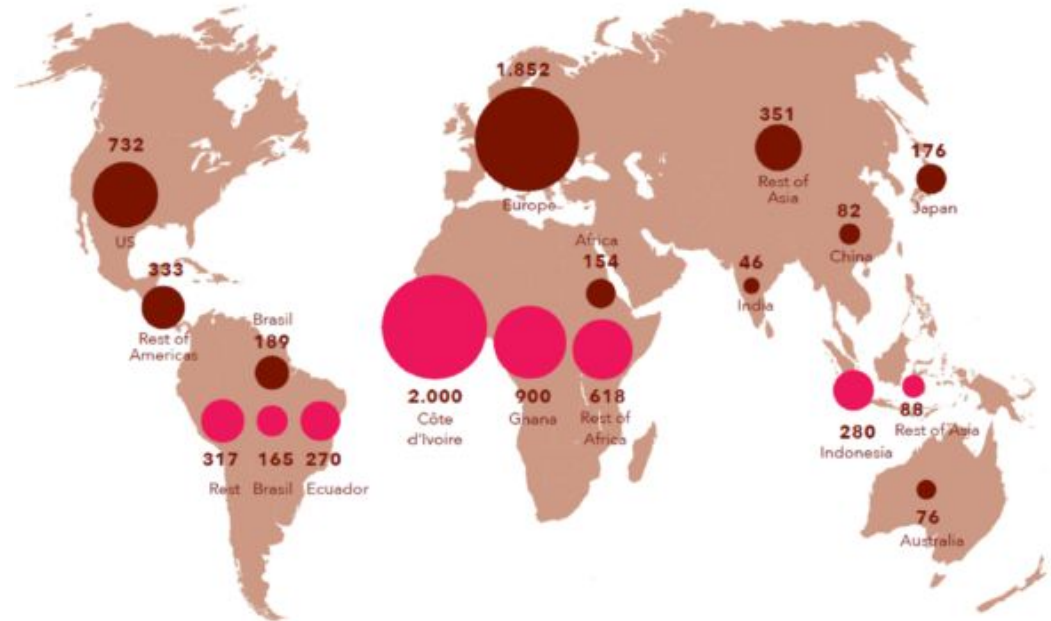 1.852
Europe
732
US
351
Rest of
Asia
176
Japan
82
China
46
India
Africa
154
333
Rest of
Americas
Brasil
189
2.000
Côte
d'Ivoire
900
Ghana
618
Rest of
Africa
317
Rest
165
Brasil
270
Ecuador
280
Indonesia
88
Rest of Asia
76
Australia